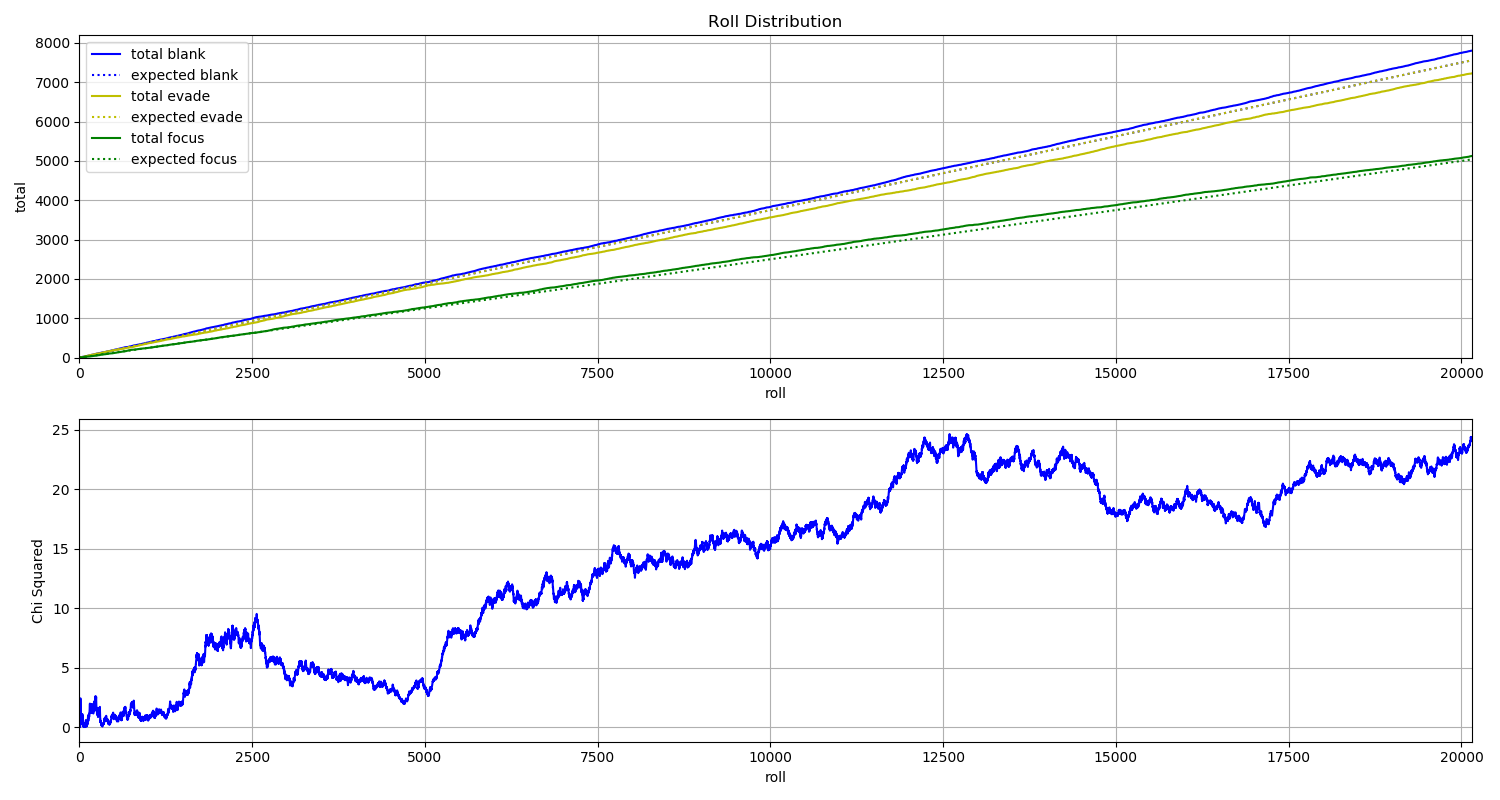 Roll Distribution
total blank
expected blank
total evade
expected evade
total focus
expected focus
8000
7000
6000
5000
4000
3000
2000
1000
0
total
0 2500 5000 7500 10000 12500 15000 17500 20000
roll
25
20
15
10
5
0
Chi Squared
0 2500 5000 7500 10000 12500 15000 17500 20000
roll